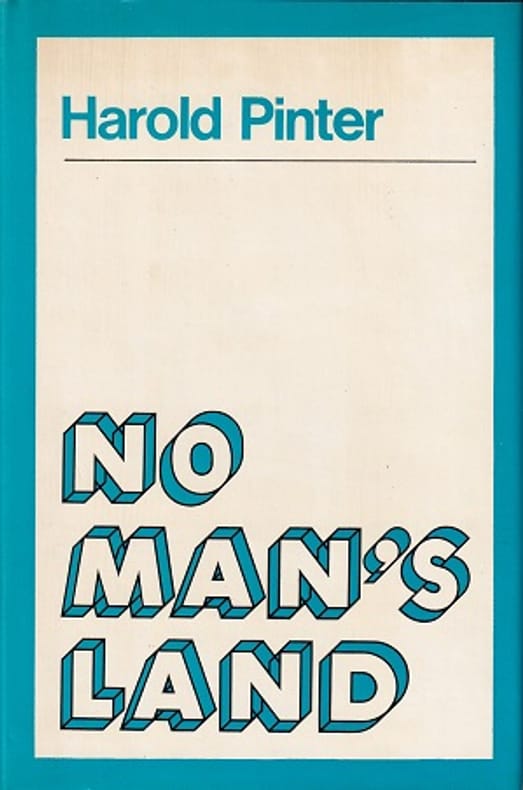 Harold Pinter
NO
MAN'S
LAND